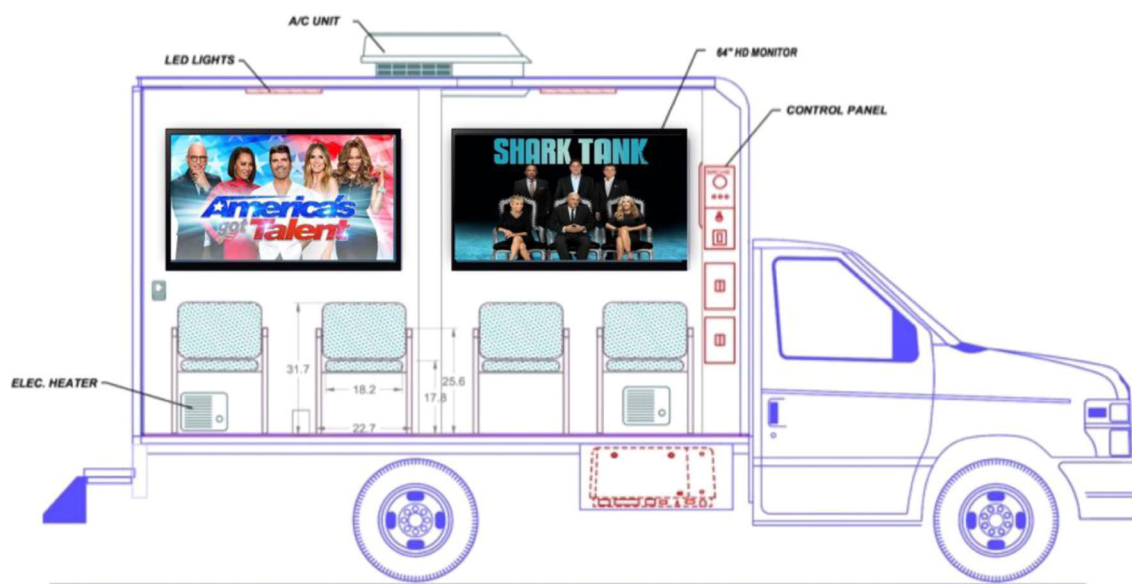 A/C UNIT
LED LIGHTS
64" HD MONITOR
CONTROL PANEL
America's
got Talent
SHARK TANK
ELEC. HEATER
31.7
18.2
22.7
17.8
25.6